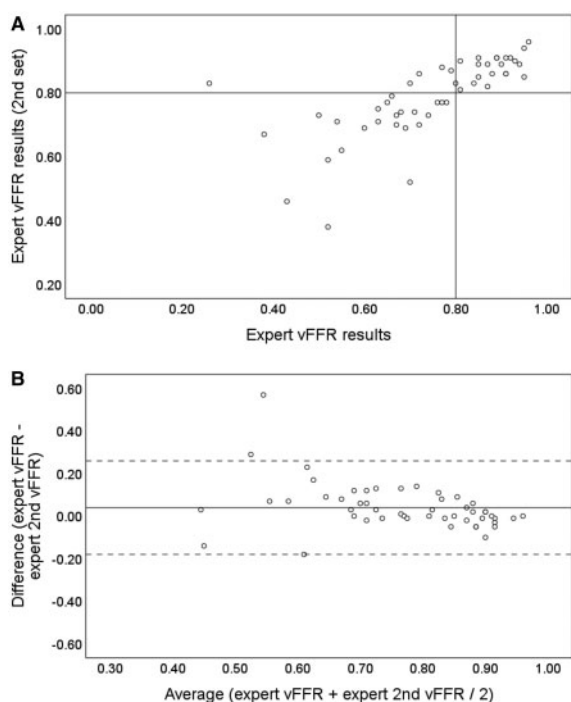 A
1.00
0.80
0.60
0.40
0.20
Expert vFFR results (2nd set)
0.00 0.20 0.40 0.60 0.80 1.00
Expert vFFR results
B
0.60
0.40
0.20
0.00
-0.20
-0.40
-0.60
Difference (expert vFFR -
expert 2nd vFFR)
0.30 0.40 0.50 0.60 0.70 0.80 0.90 1.00
Average (expert vFFR + expert 2nd vFFR / 2)